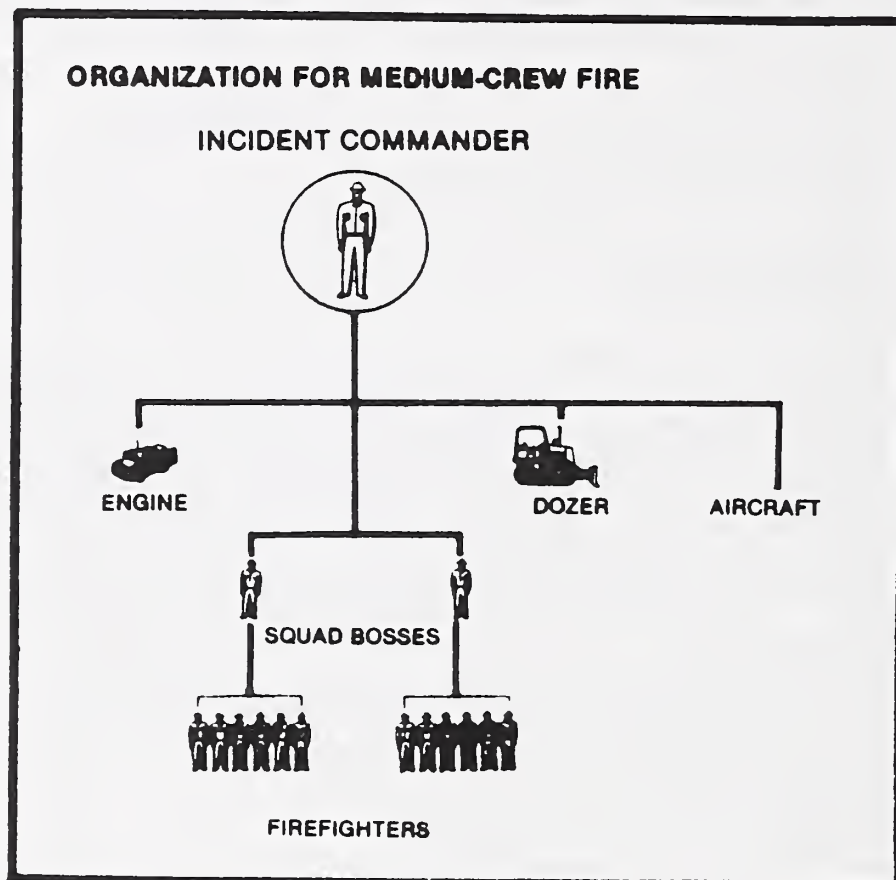 ORGANIZATION FOR MEDIUM-CREW FIRE
INCIDENT COMMANDER
ENGINE
DOZER
AIRCRAFT
SQUAD BOSSES
FIREFIGHTERS